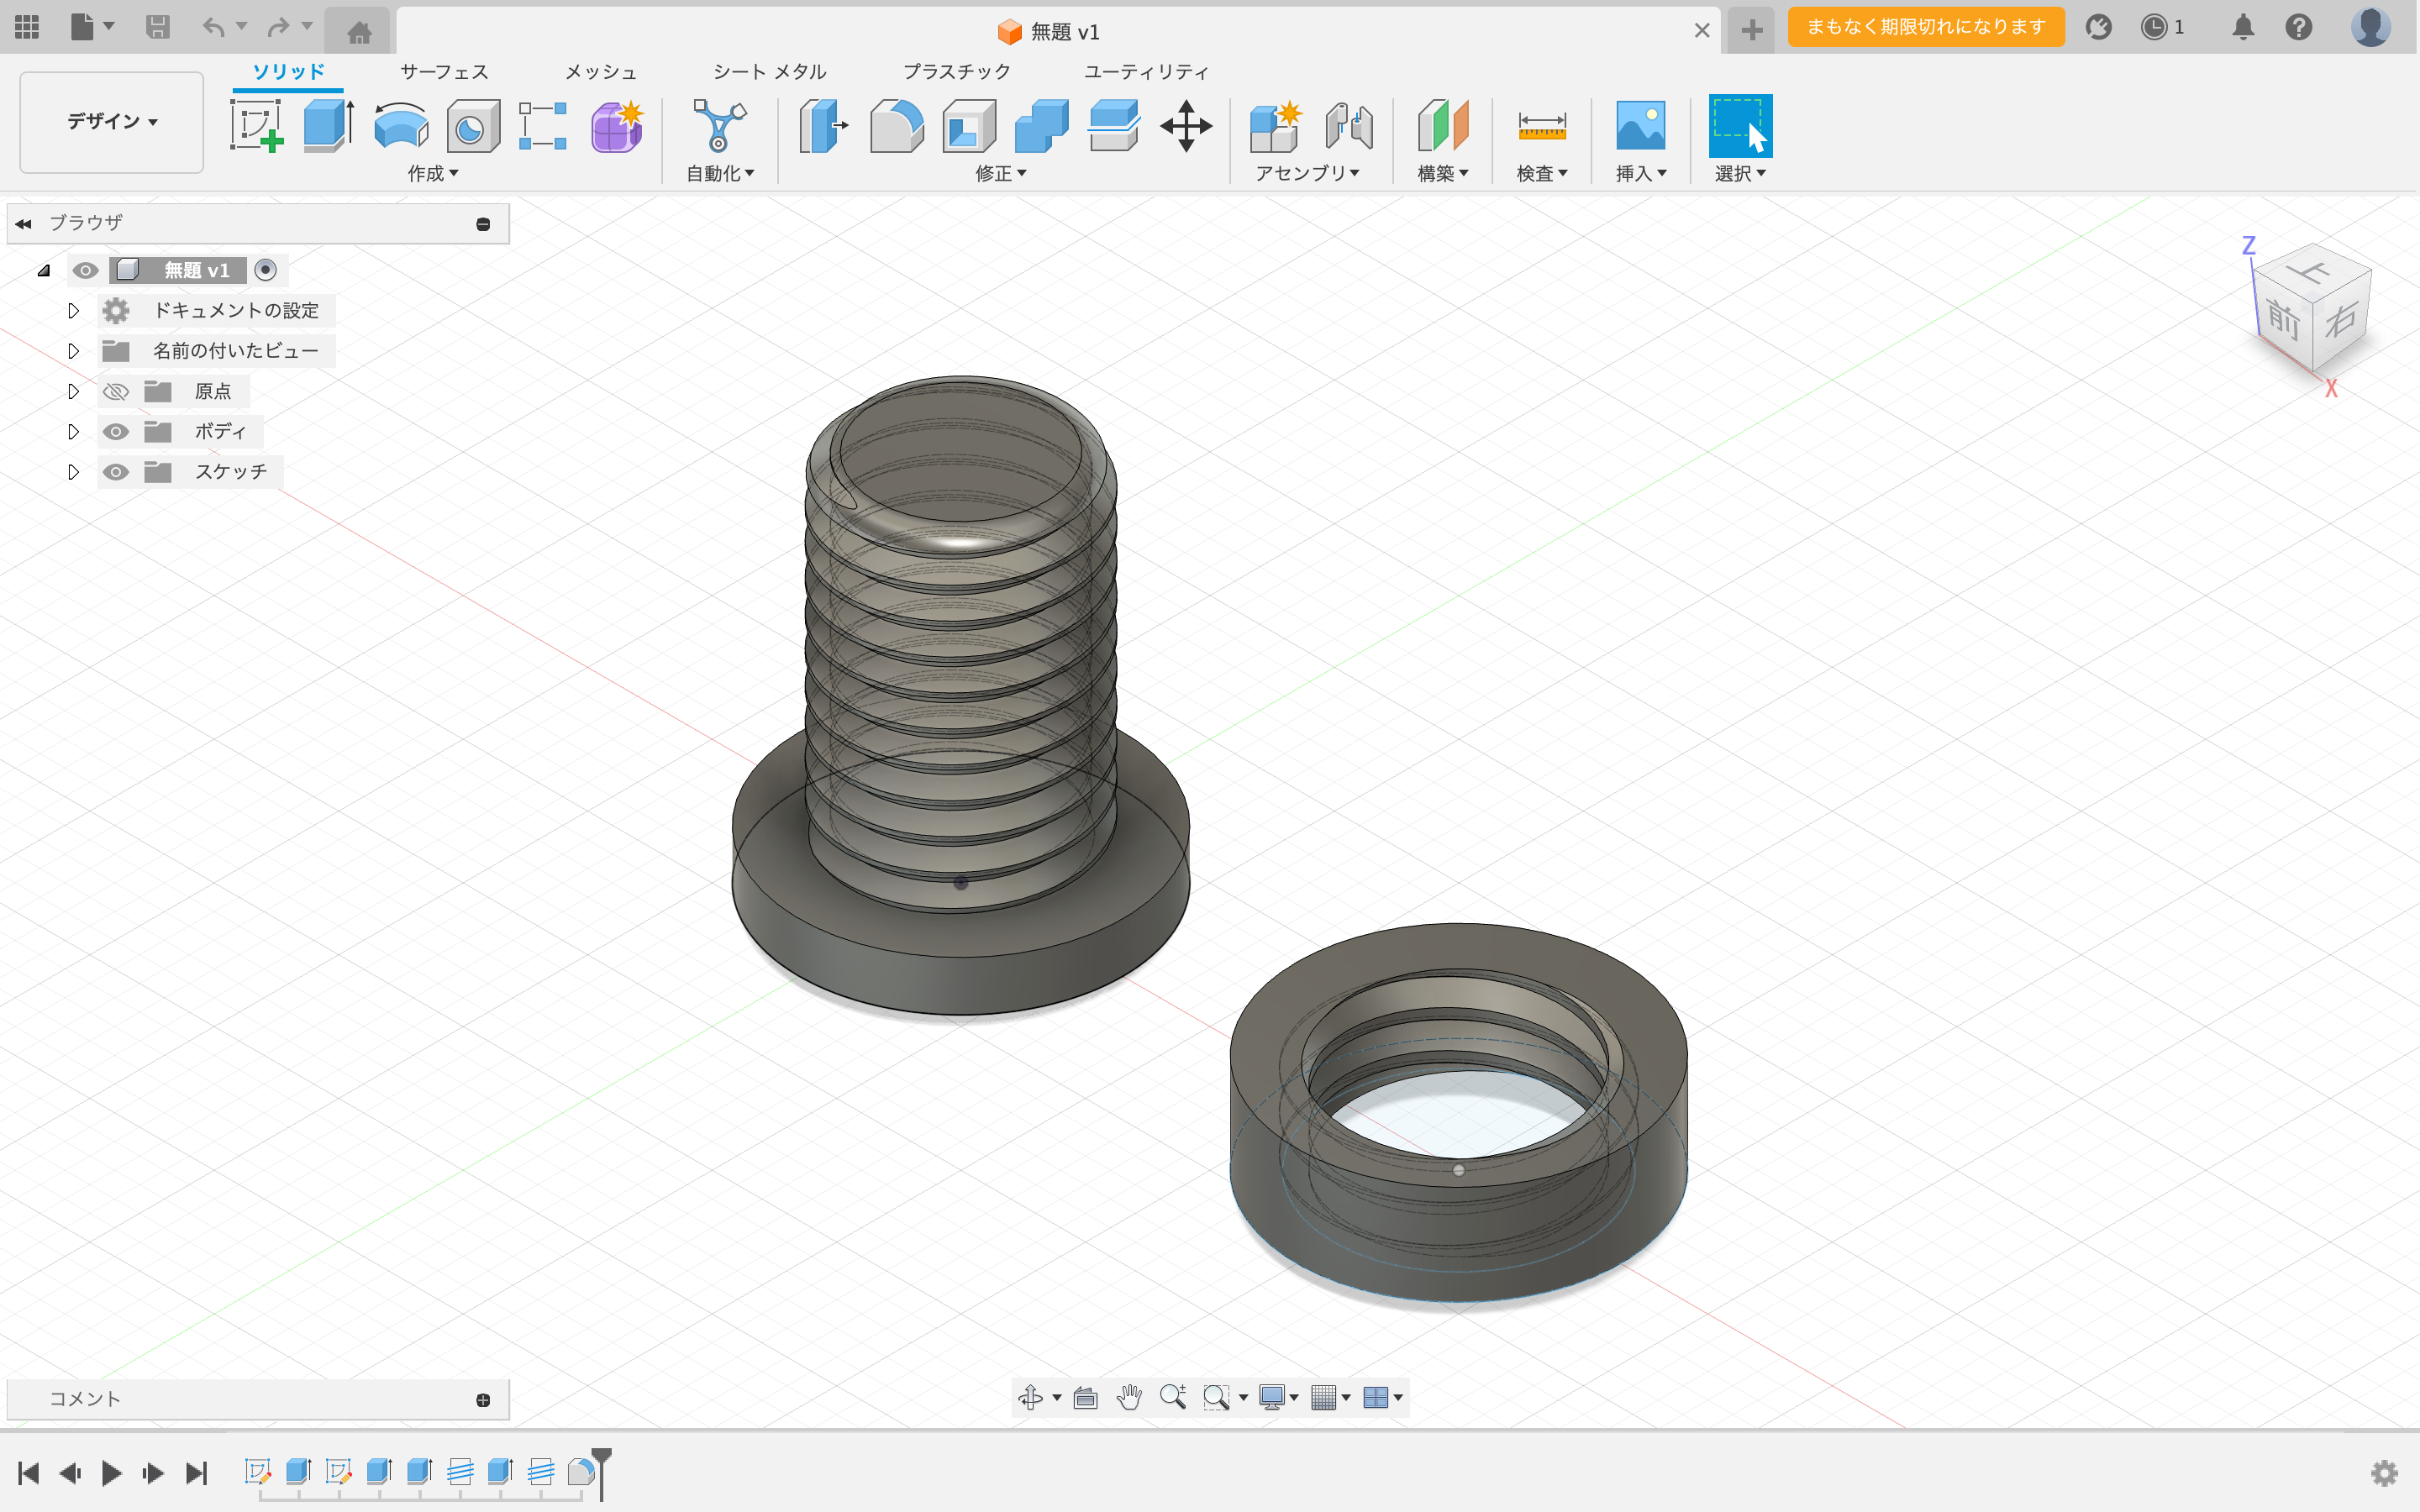 無題 v1
まもなく期限切れになります
1
デザイン
ソリッド
サーフェス
メッシュ
シート メタル
プラスチック
ユーティリティ
作成
自動化
修正
アセンブリ
構築
検査
挿入
選択
ブラウザ
無題 v1
ドキュメントの設定
名前の付いたビュー
原点
ボディ
スケッチ
Z
上
前
右
X
コメント